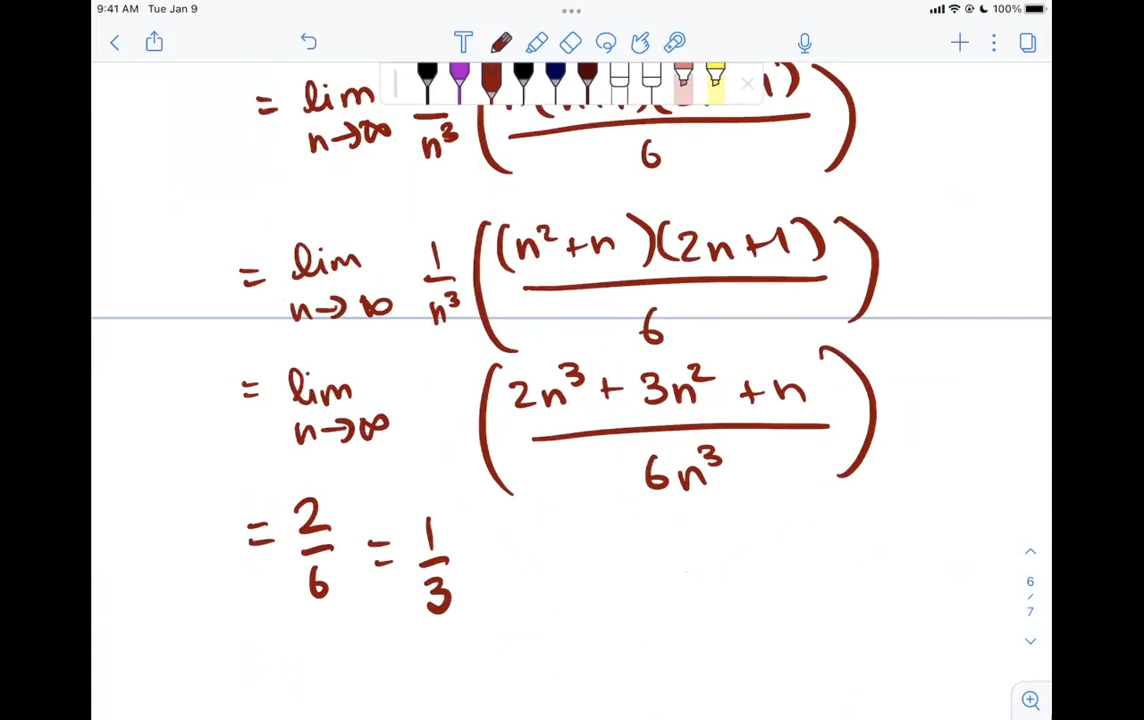 9:41 AM Tue Jan 9 100%
= lim n→∞ 1/n³ ( /6)
= lim n→∞ 1/n³ ((n²+n)(2n+1)/6)
= lim n→∞ (2n³ + 3n² + n/6n³)
= 2/6 = 1/3
6/7